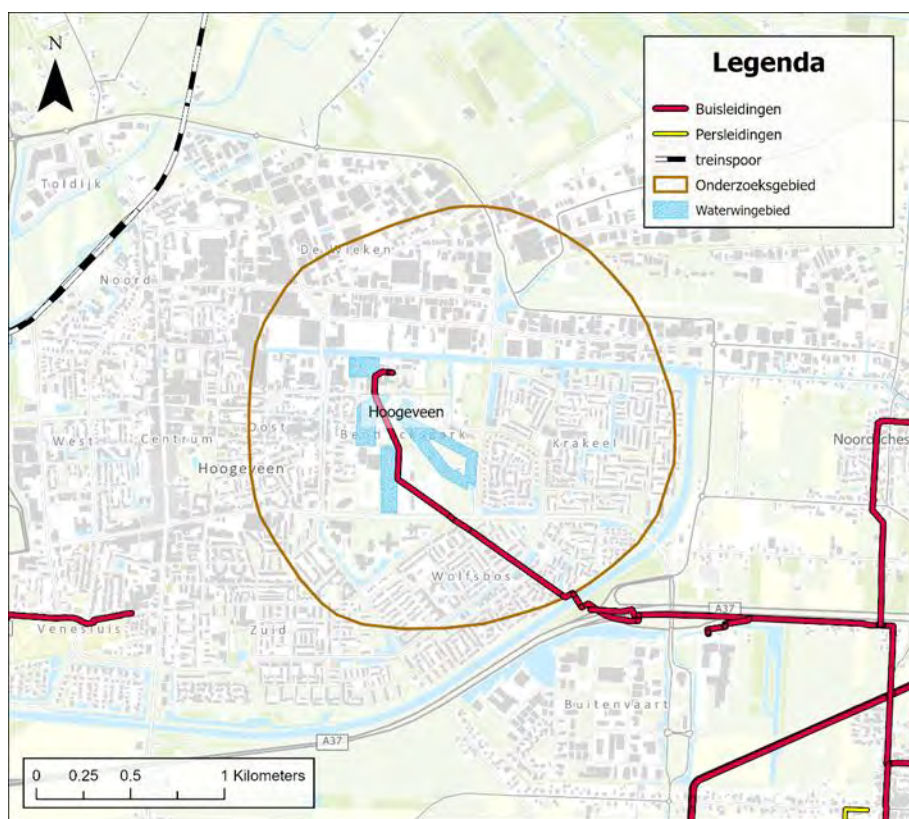 N
Legenda
Buisleidingen
Persleidingen
treinspoor
Onderzoeksgebied
Waterwingebied
Toldijk
De Wieken
Noord
Hoogeveen
West
Centrum
Oost
Krakeel
Noordsches
Hoogeveen
Wolfsbos
A37
Venesluis
Zuid
Buitenvaart
A37
0 0.25 0.5 1 Kilometers